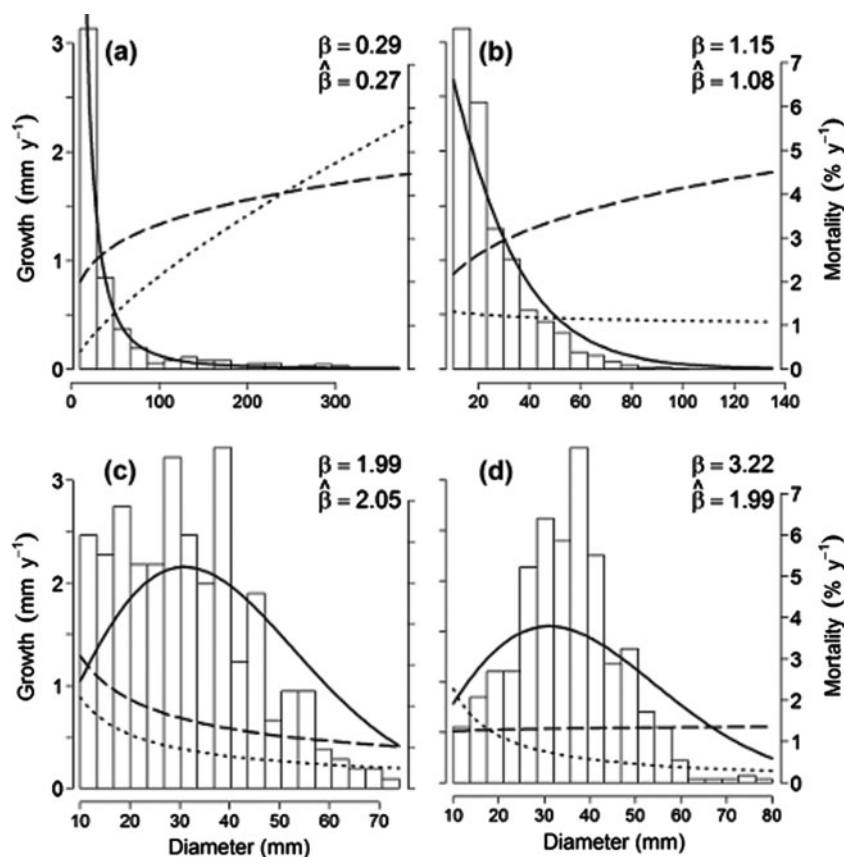 (a)
β = 0.29
β̂ = 0.27
3
2
1
0
Growth (mm y⁻¹)
0 100 200 300
(b)
β = 1.15
β̂ = 1.08
7
6
5
4
3
2
1
0
Mortality (% y⁻¹)
20 40 60 80 100 120 140
(c)
β = 1.99
β̂ = 2.05
3
2
1
0
Growth (mm y⁻¹)
10 20 30 40 50 60 70
Diameter (mm)
(d)
β = 3.22
β̂ = 1.99
7
6
5
4
3
2
1
0
Mortality (% y⁻¹)
10 20 30 40 50 60 70 80
Diameter (mm)